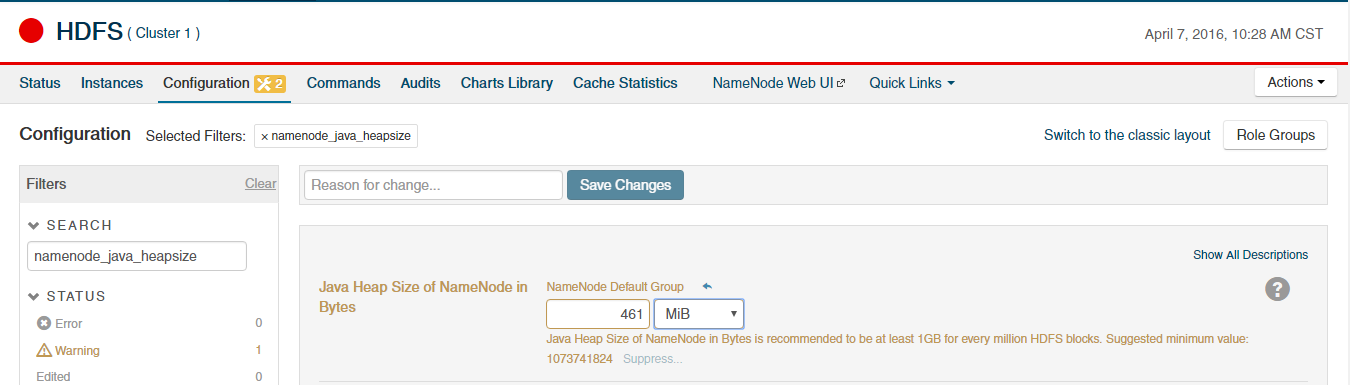 HDFS ( Cluster 1 )
April 7, 2016, 10:28 AM CST
Status Instances Configuration 2 Commands Audits Charts Library Cache Statistics NameNode Web UI Quick Links Actions
Configuration Selected Filters: × namenode_java_heapsize Switch to the classic layout Role Groups
Filters Clear
Reason for change... Save Changes
SEARCH
namenode_java_heapsize
STATUS
Error 0
Warning 1
Edited 0
Show All Descriptions
Java Heap Size of NameNode in
Bytes
NameNode Default Group
461 MiB
?
Java Heap Size of NameNode in Bytes is recommended to be at least 1GB for every million HDFS blocks. Suggested minimum value:
1073741824 Suppress...